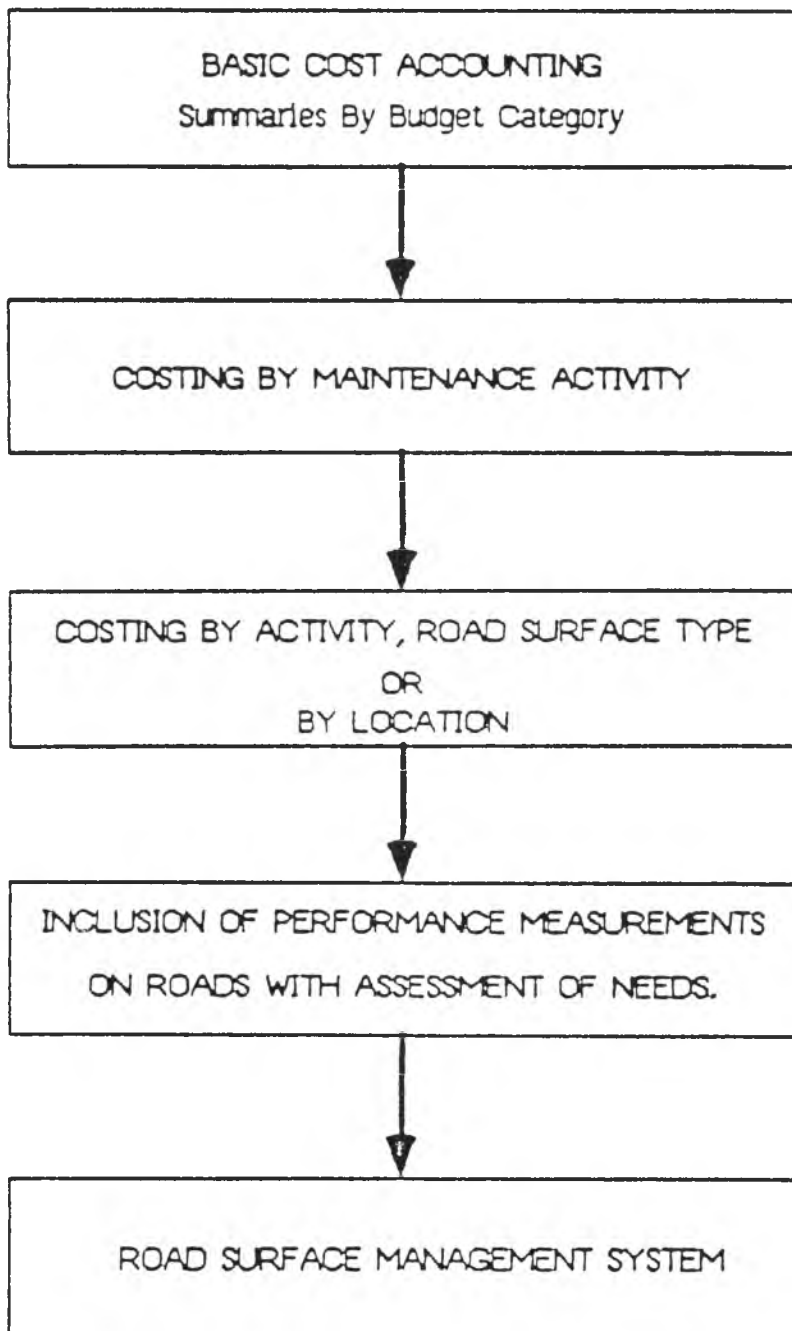 BASIC COST ACCOUNTING
Summaries By Budget Category
COSTING BY MAINTENANCE ACTIVITY
COSTING BY ACTIVITY, ROAD SURFACE TYPE
OR
BY LOCATION
INCLUSION OF PERFORMANCE MEASUREMENTS
ON ROADS WITH ASSESSMENT OF NEEDS.
ROAD SURFACE MANAGEMENT SYSTEM